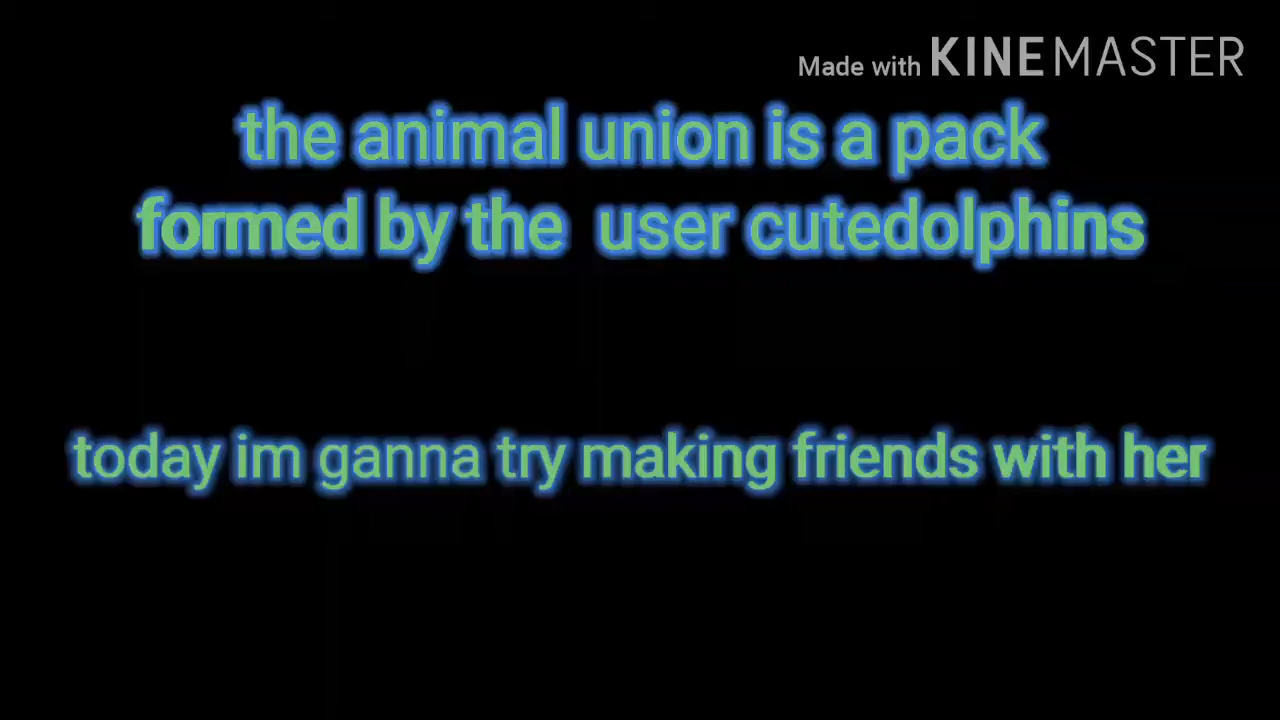 Made with KINEMASTER
the animal union is a pack
formed by the user cutedolphins
today im ganna try making friends with her